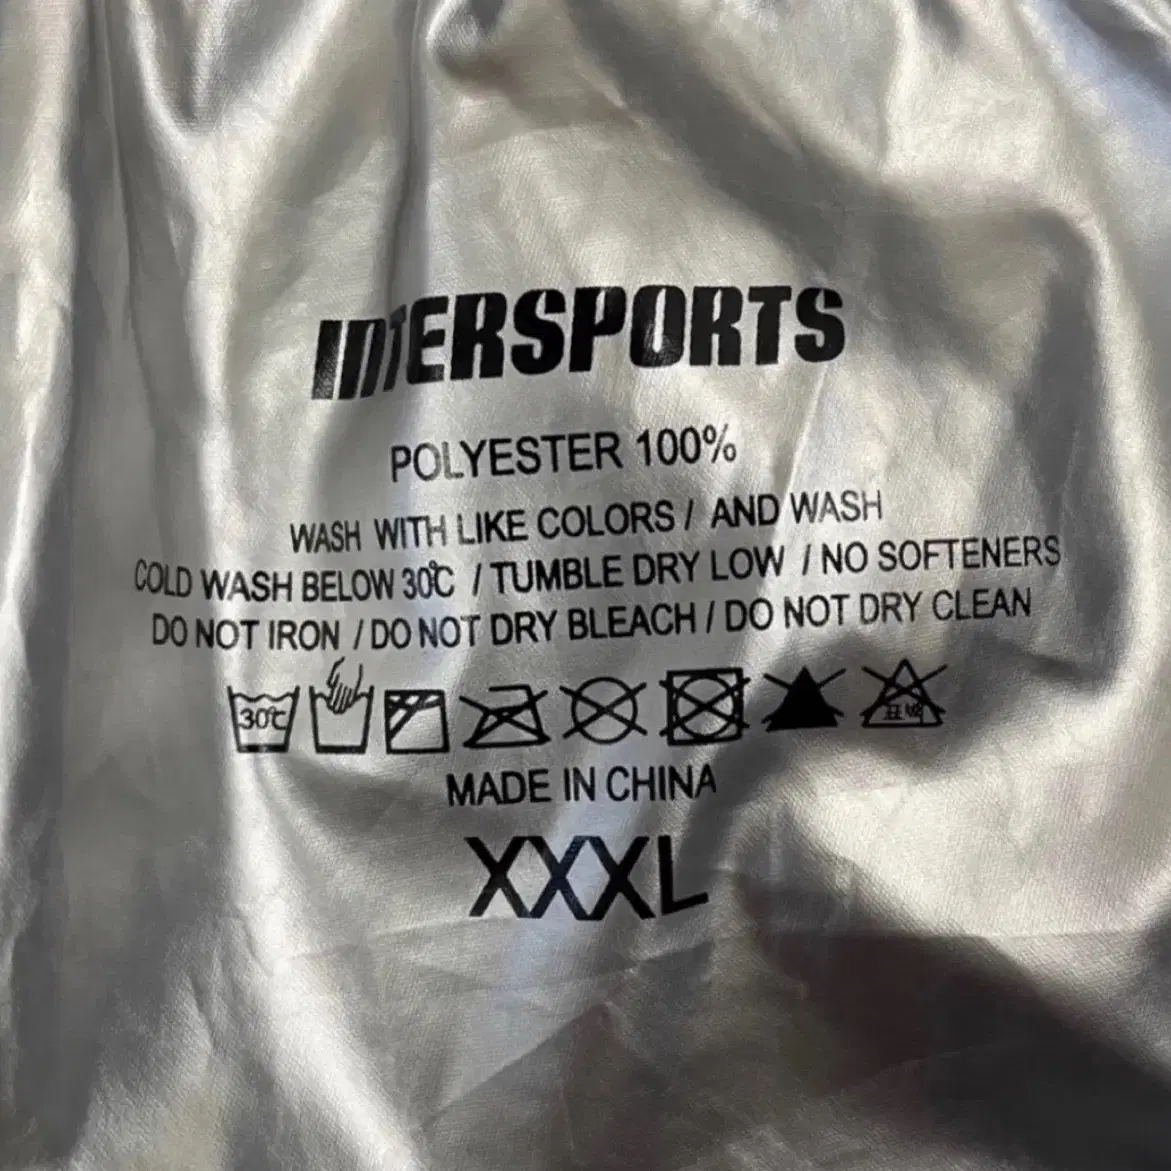 INTERSPORTS
POLYESTER 100%
WASH WITH LIKE COLORS / AND WASH
COLD WASH BELOW 30℃ / TUMBLE DRY LOW / NO SOFTENERS
DO NOT IRON / DO NOT DRY BLEACH / DO NOT DRY CLEAN
30℃
MADE IN CHINA
XXXL